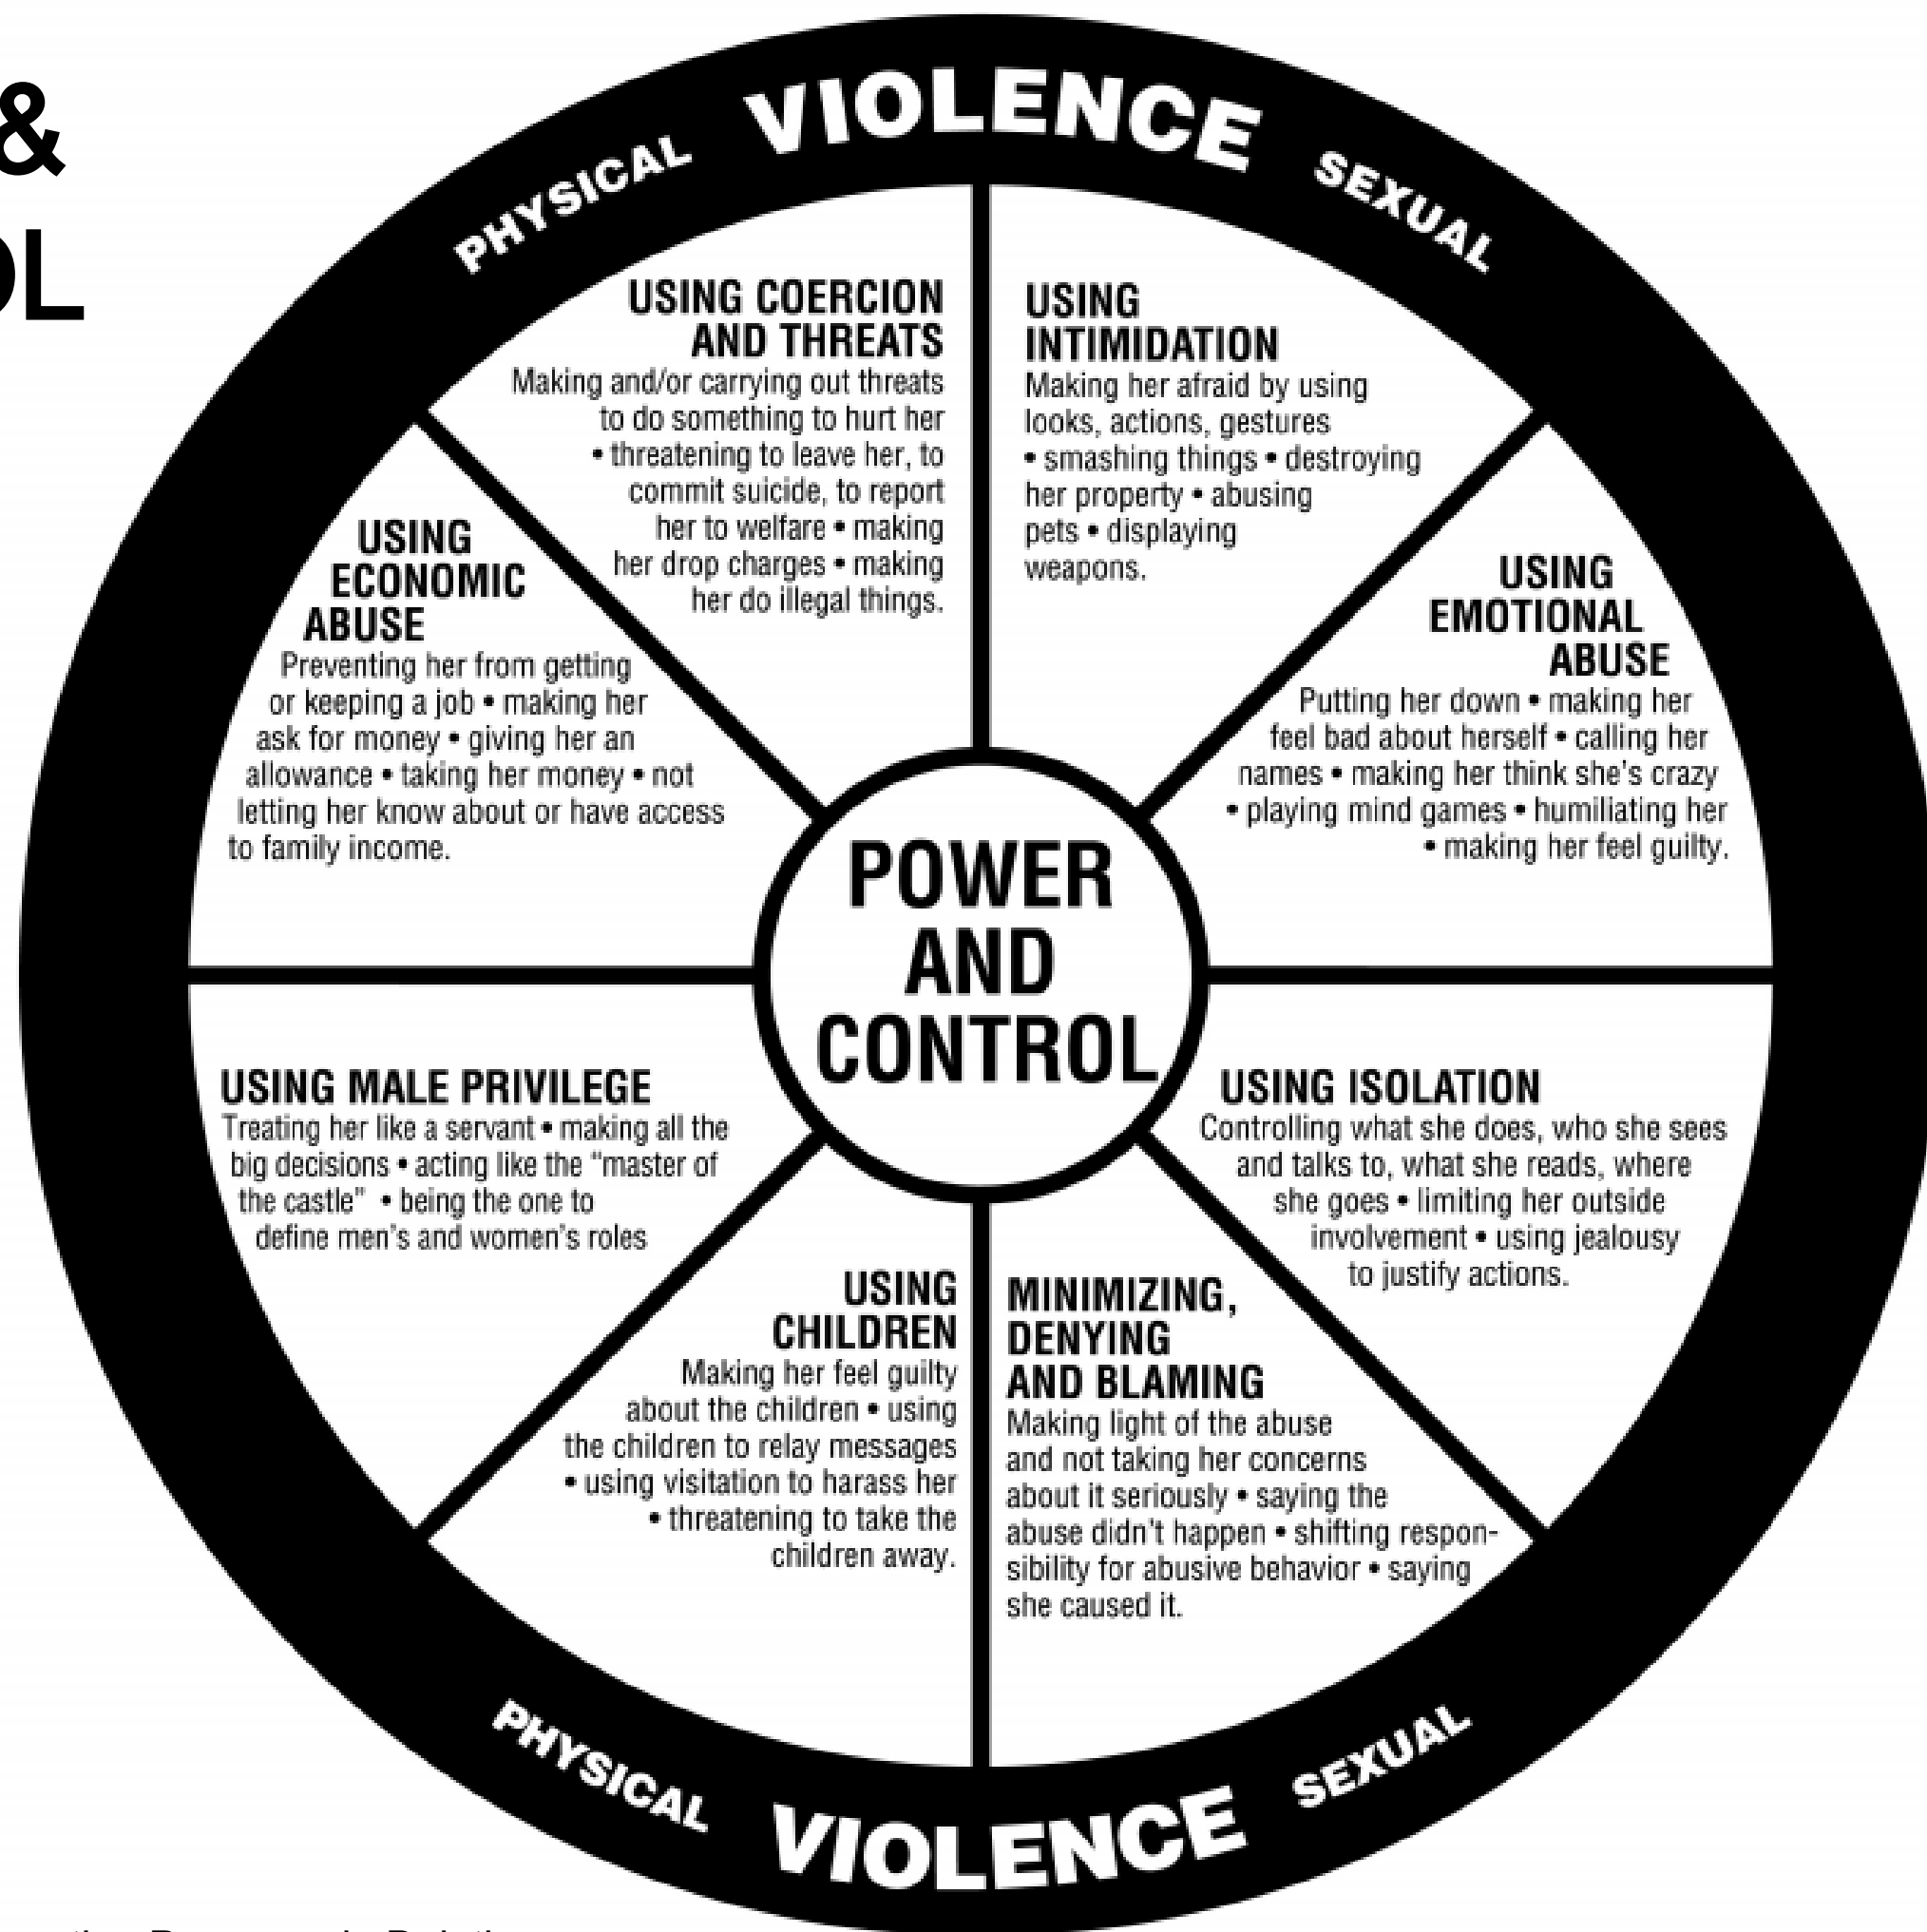 &
OL
PHYSICAL VIOLENCE SEXUAL
USING COERCION
AND THREATS
Making and/or carrying out threats
to do something to hurt her
• threatening to leave her, to
commit suicide, to report
her to welfare • making
her drop charges • making
her do illegal things.
USING
INTIMIDATION
Making her afraid by using
looks, actions, gestures
• smashing things • destroying
her property • abusing
pets • displaying
weapons.
USING
ECONOMIC
ABUSE
Preventing her from getting
or keeping a job • making her
ask for money • giving her an
allowance • taking her money • not
letting her know about or have access
to family income.
USING
EMOTIONAL
ABUSE
Putting her down • making her
feel bad about herself • calling her
names • making her think she's crazy
• playing mind games • humiliating her
• making her feel guilty.
POWER
AND
CONTROL
USING MALE PRIVILEGE
Treating her like a servant • making all the
big decisions • acting like the "master of
the castle" • being the one to
define men's and women's roles
USING ISOLATION
Controlling what she does, who she sees
and talks to, what she reads, where
she goes • limiting her outside
involvement • using jealousy
to justify actions.
USING
CHILDREN
Making her feel guilty
about the children • using
the children to relay messages
• using visitation to harass her
• threatening to take the
children away.
MINIMIZING,
DENYING
AND BLAMING
Making light of the abuse
and not taking her concerns
about it seriously • saying the
abuse didn't happen • shifting respon-
sibility for abusive behavior • saying
she caused it.
PHYSICAL VIOLENCE SEXUAL